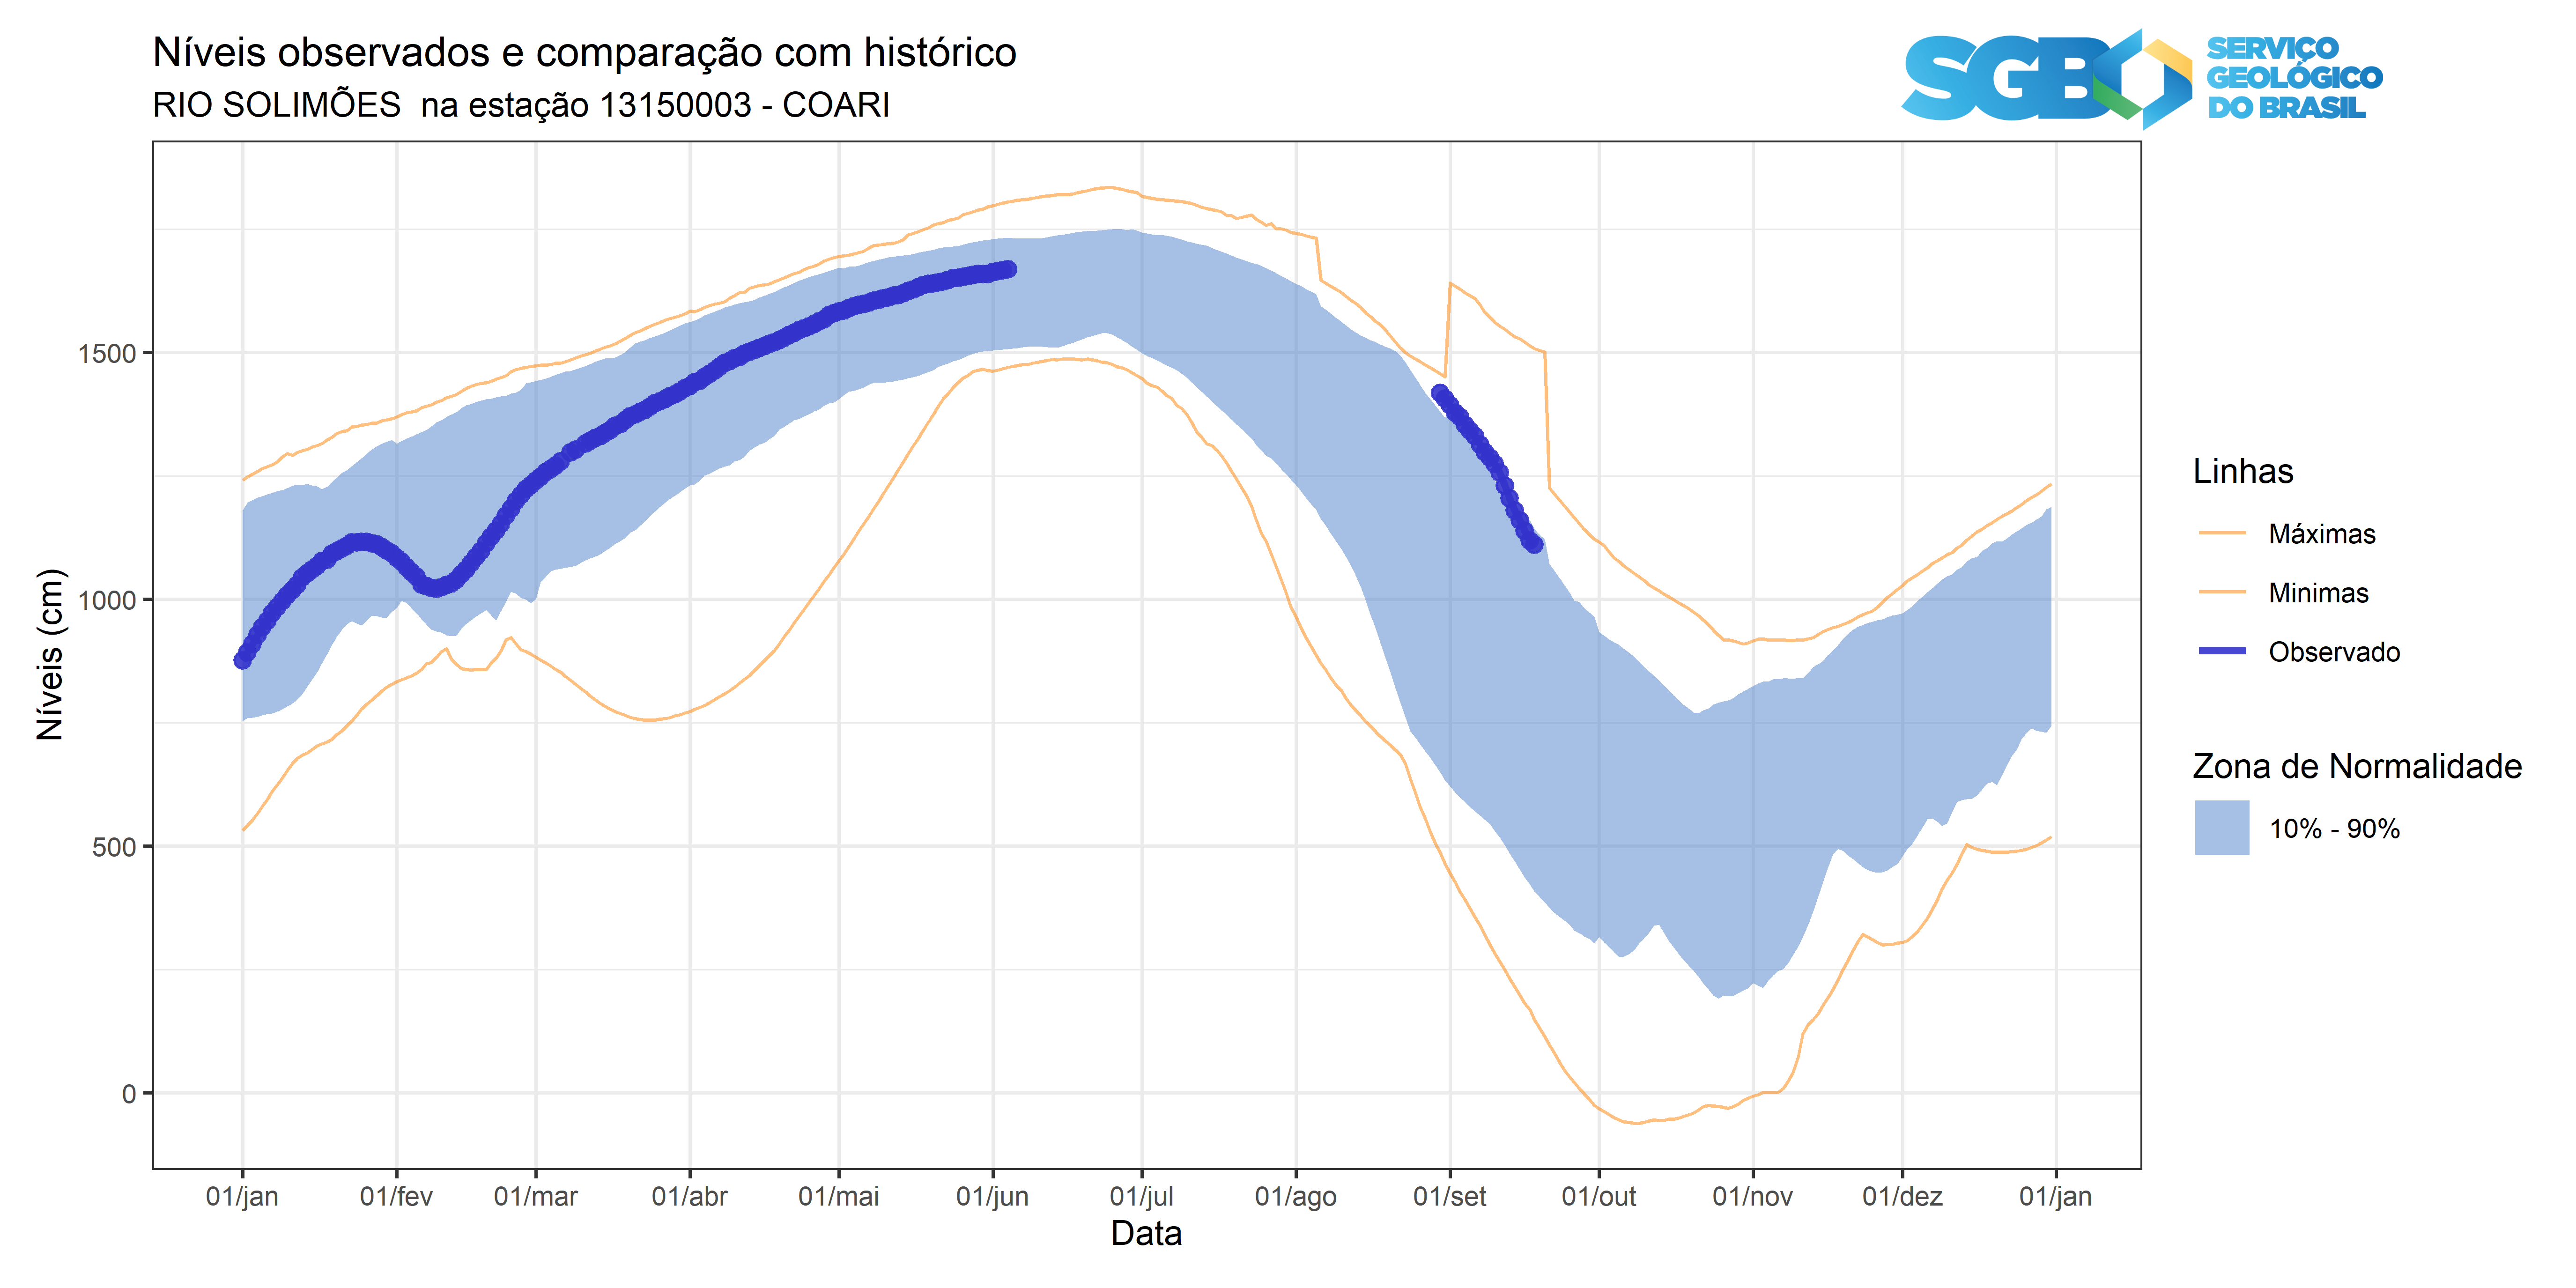 Níveis observados e comparação com histórico
RIO SOLIMÕES  na estação 13150003 - COARI
SGB
SERVIÇO
GEOLÓGICO
DO BRASIL
Níveis (cm)
1500
1000
500
0
01/jan
01/fev
01/mar
01/abr
01/mai
01/jun
01/jul
01/ago
01/set
01/out
01/nov
01/dez
01/jan
Data
Linhas
Máximas
Minimas
Observado
Zona de Normalidade
10% - 90%